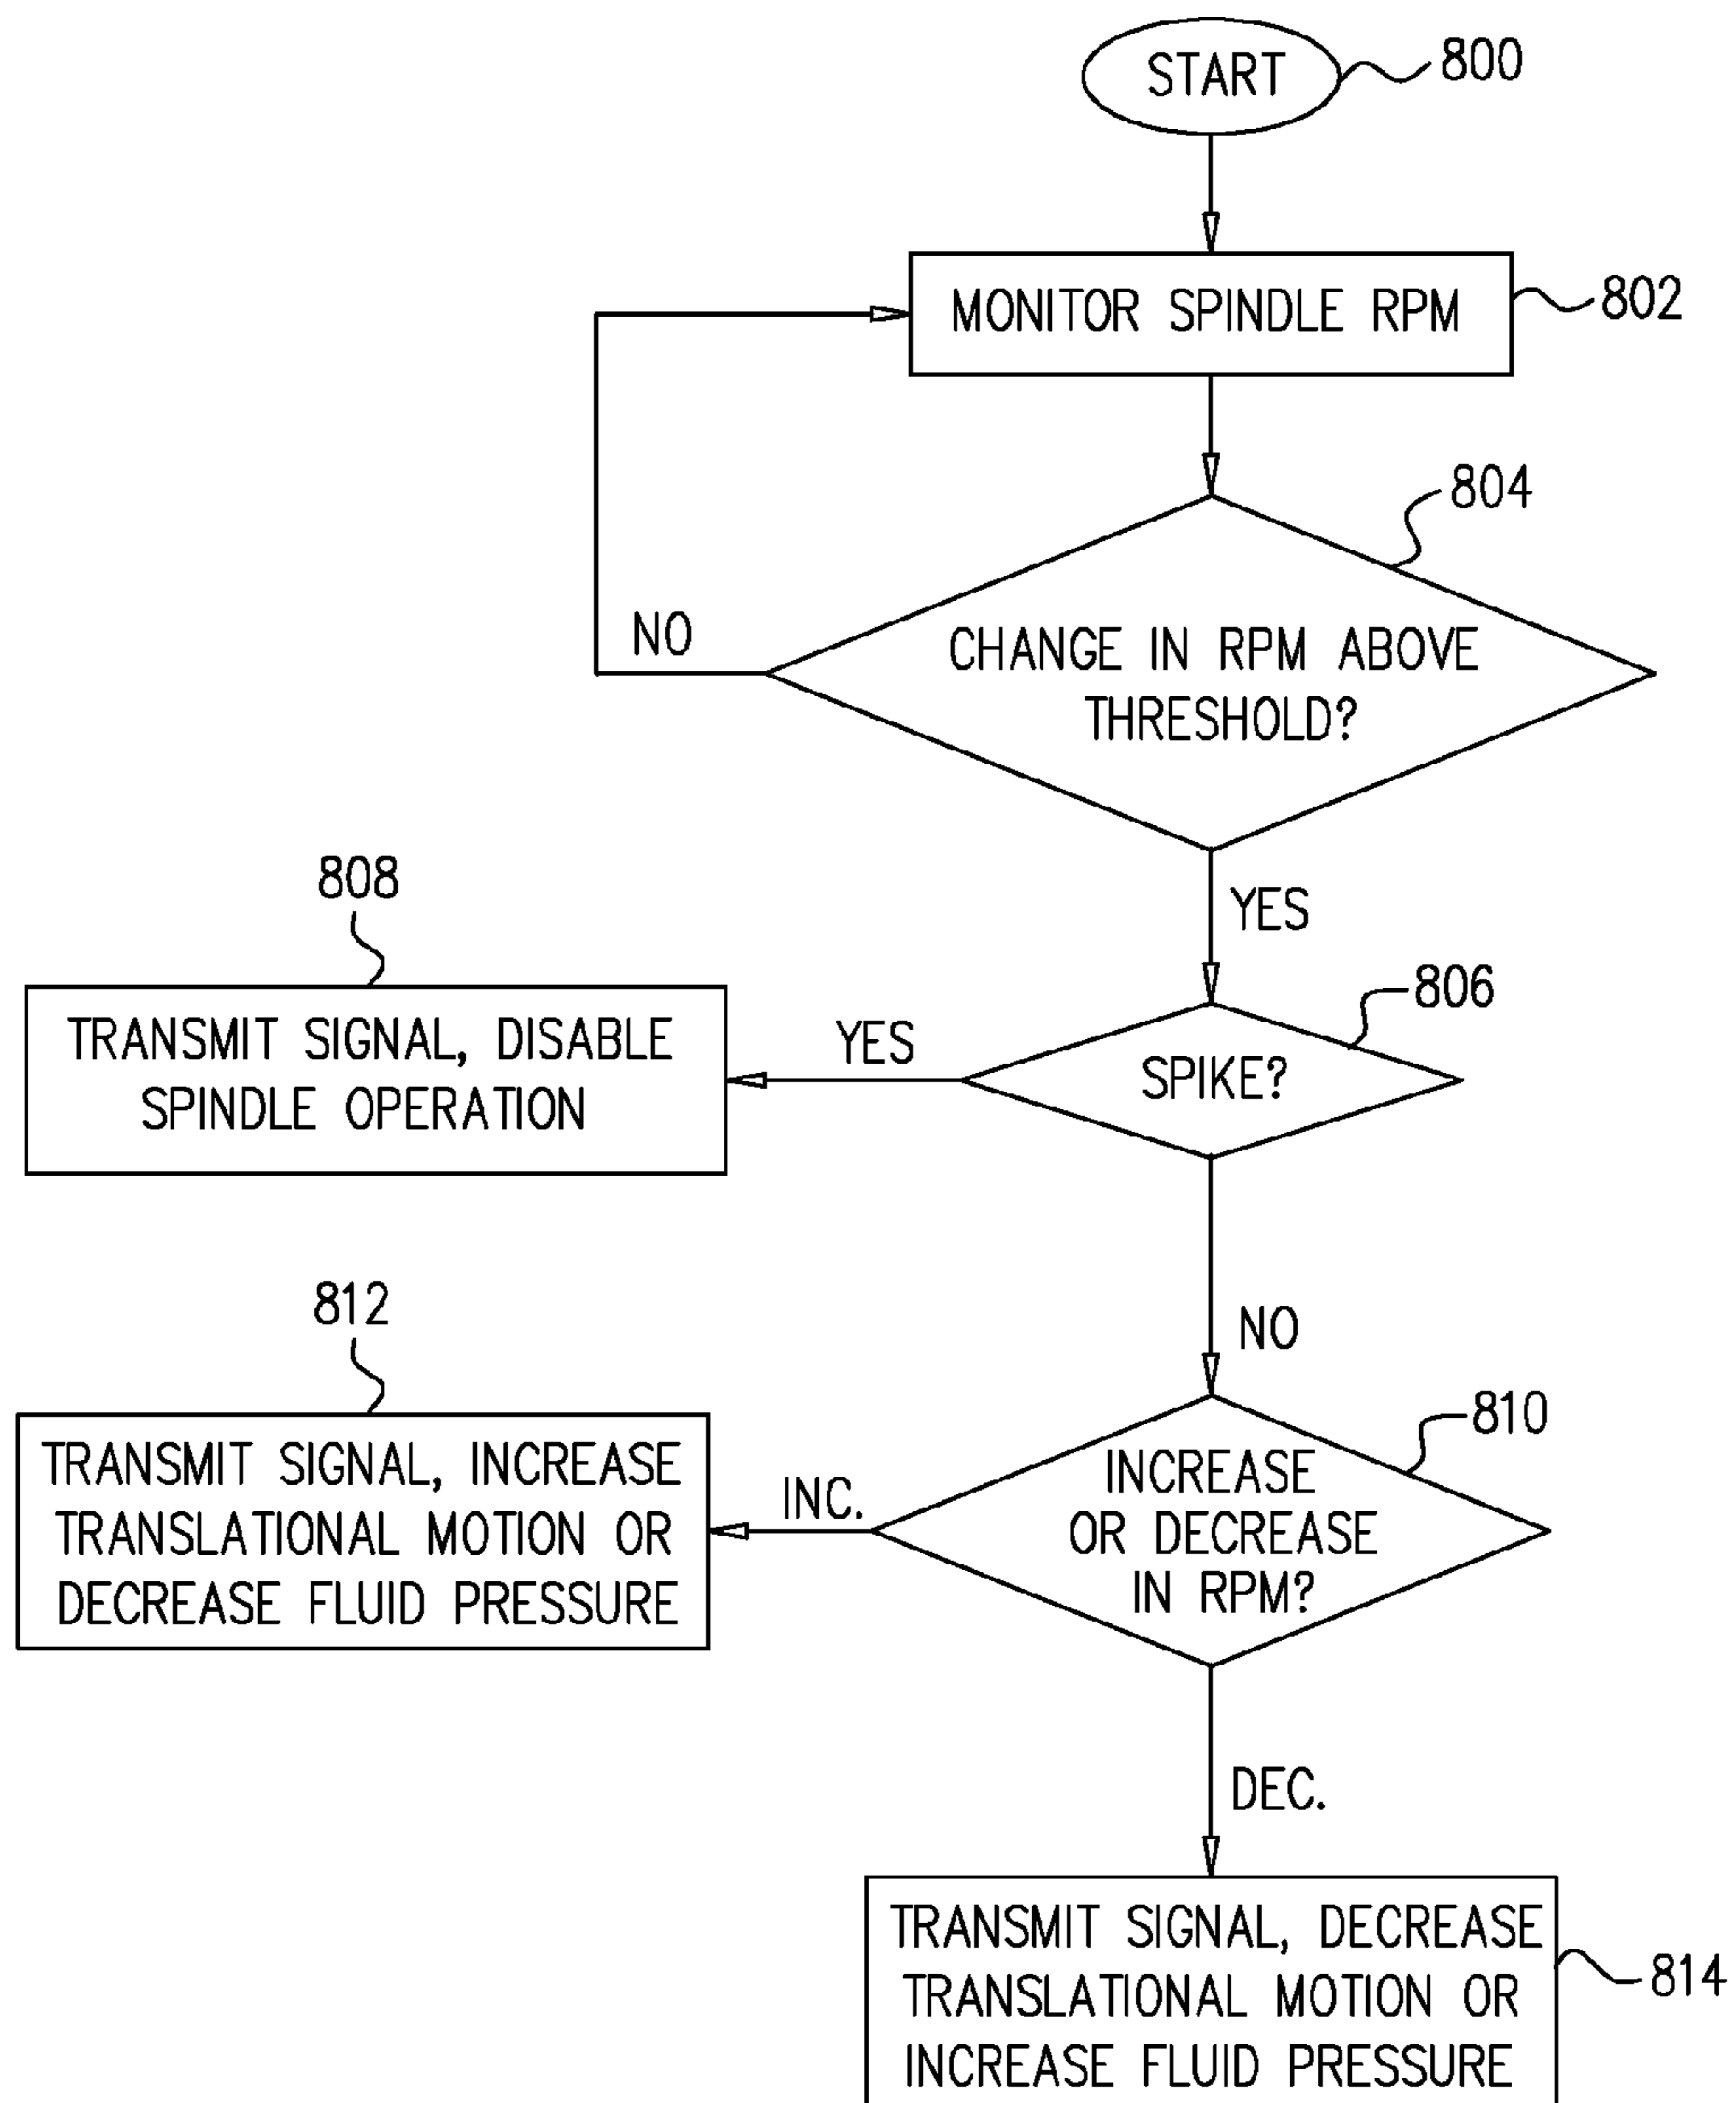 START
800
MONITOR SPINDLE RPM
802
804
CHANGE IN RPM ABOVE
THRESHOLD?
NO
YES
806
SPIKE?
YES
808
TRANSMIT SIGNAL, DISABLE
SPINDLE OPERATION
NO
810
INCREASE
OR DECREASE
IN RPM?
INC.
812
TRANSMIT SIGNAL, INCREASE
TRANSLATIONAL MOTION OR
DECREASE FLUID PRESSURE
DEC.
TRANSMIT SIGNAL, DECREASE
TRANSLATIONAL MOTION OR
INCREASE FLUID PRESSURE
814